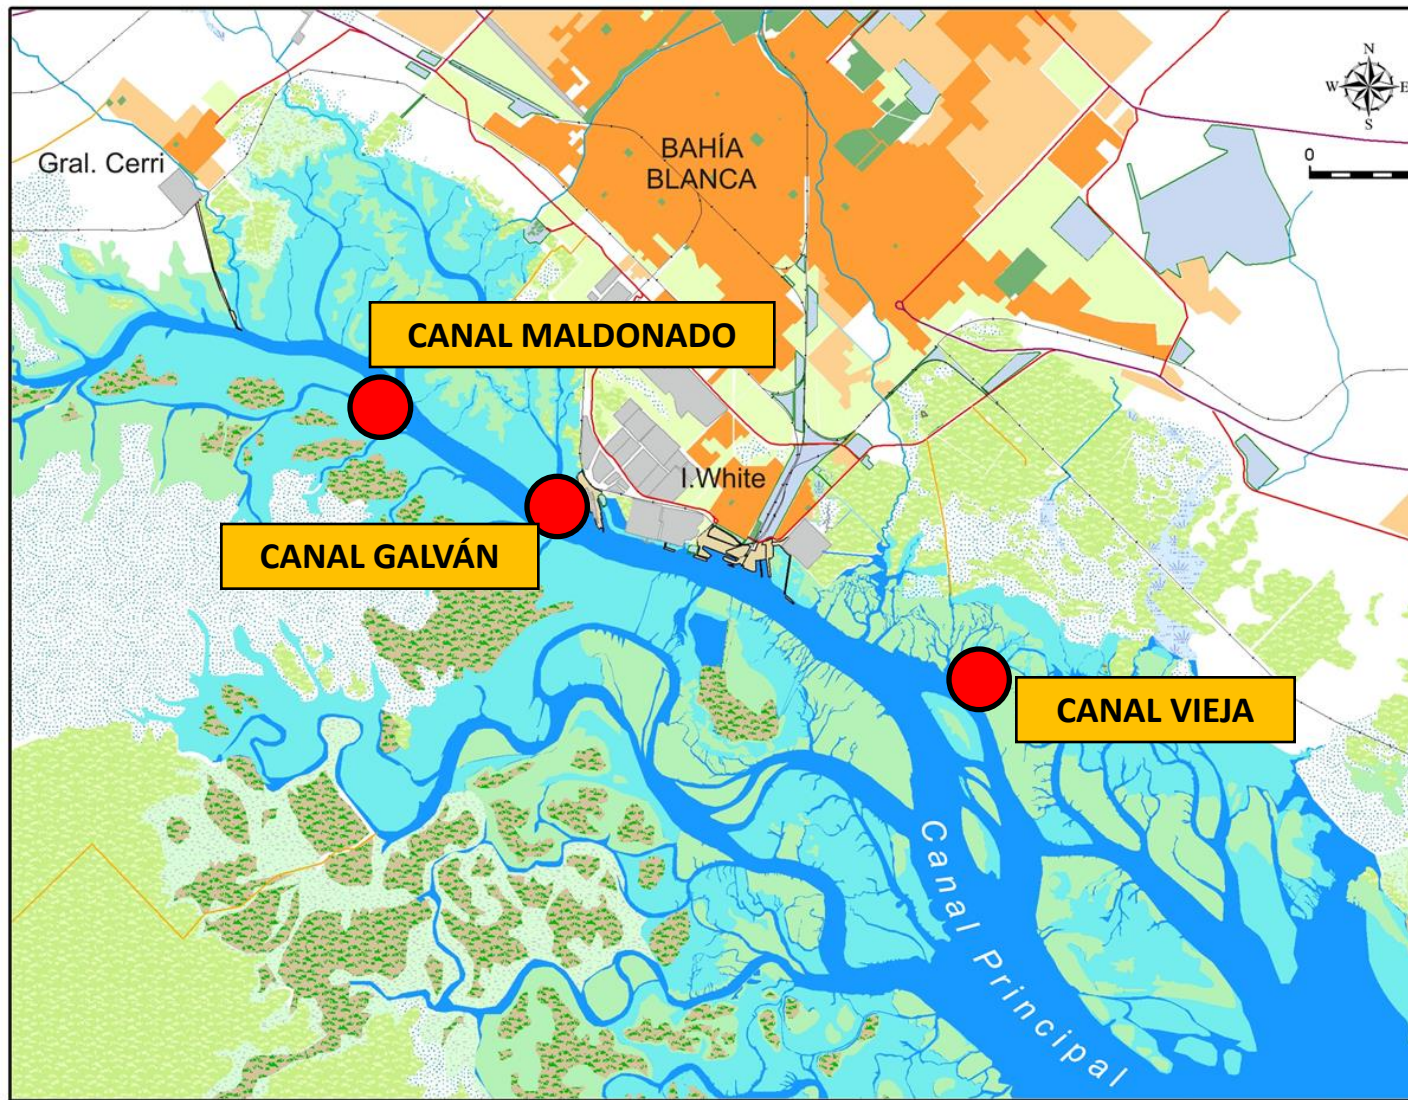 N
W
E
S
0
Gral. Cerri
BAHÍA
BLANCA
CANAL MALDONADO
I.White
CANAL GALVÁN
CANAL VIEJA
Canal Principal